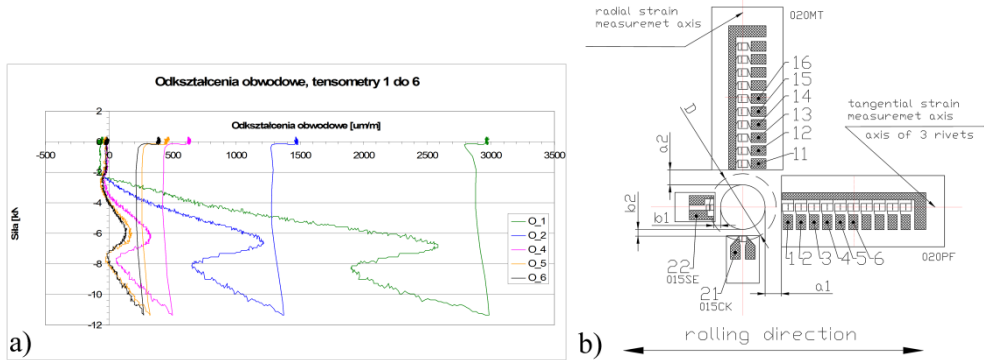 Odkształcenia obwodowe, tensometry 1 do 6
Odkształcenia obwodowe [um/m]
-500 0 500 1000 1500 2000 2500 3000
2
0
-2
-4
-6
-8
-10
-12
Siła [kN
O_1
O_2
O_4
O_5
O_6
a)
radial strain
measuremet axis
020MT
16
15
14
13
12
11
D
a2
tangential strain
measuremet axis
axis of 3 rivets
b2
b1
1 2 3 4 5 6
020PF
22
015SE
21
015CK
a1
b)
rolling direction